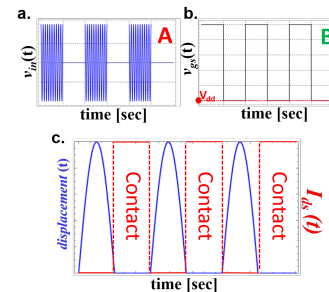 a.
b.
A
B
v_in(t)
v_gs(t)
V_dd
time [sec]
time [sec]
c.
displacement (t)
Contact
Contact
Contact
I_ds(t)
time [sec]